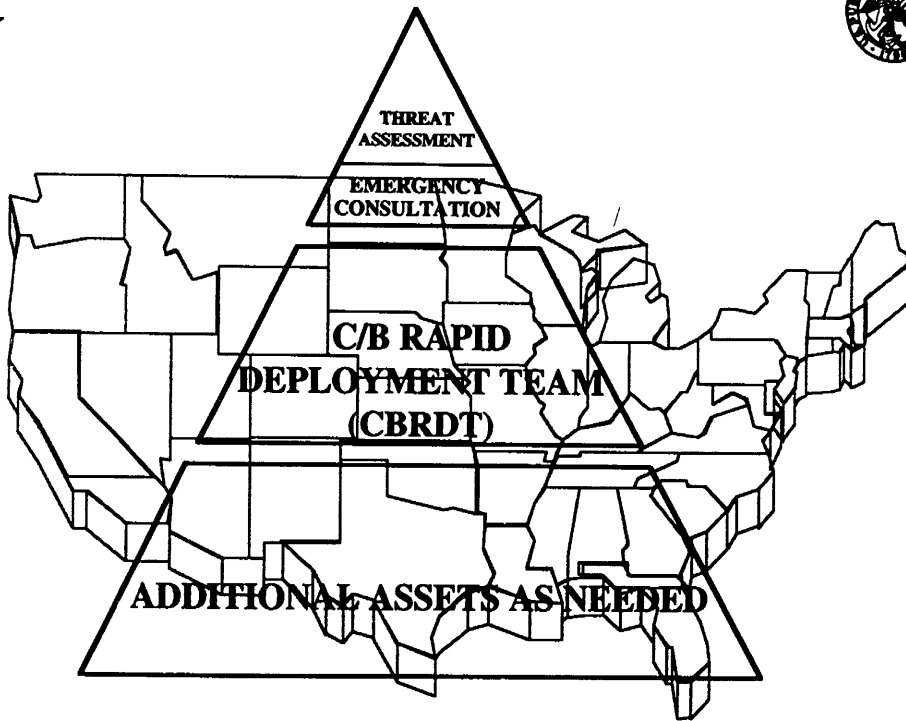 THREAT
ASSESSMENT
EMERGENCY
CONSULTATION
C/B RAPID
DEPLOYMENT TEAM
(CBRDT)
ADDITIONAL ASSETS AS NEEDED